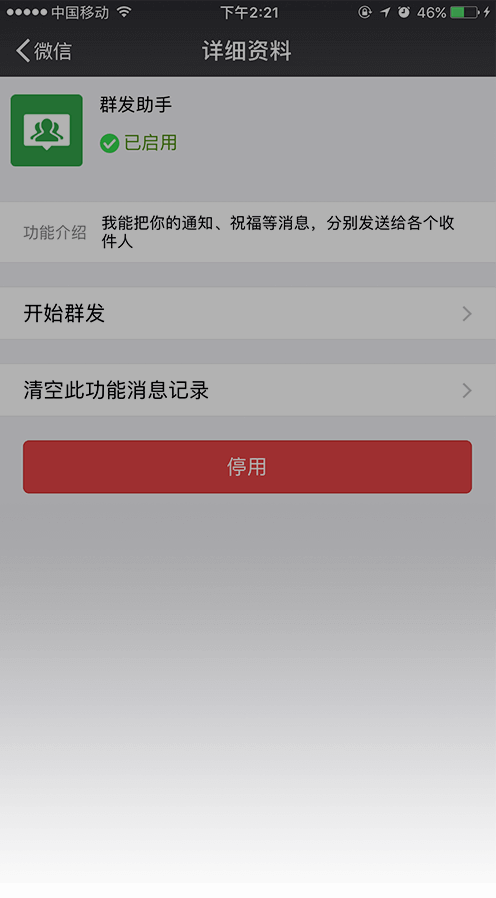 中国移动 下午2:21 46%
微信 详细资料
群发助手
已启用
功能介绍 我能把你的通知、祝福等消息，分别发送给各个收
件人
开始群发
清空此功能消息记录
停用